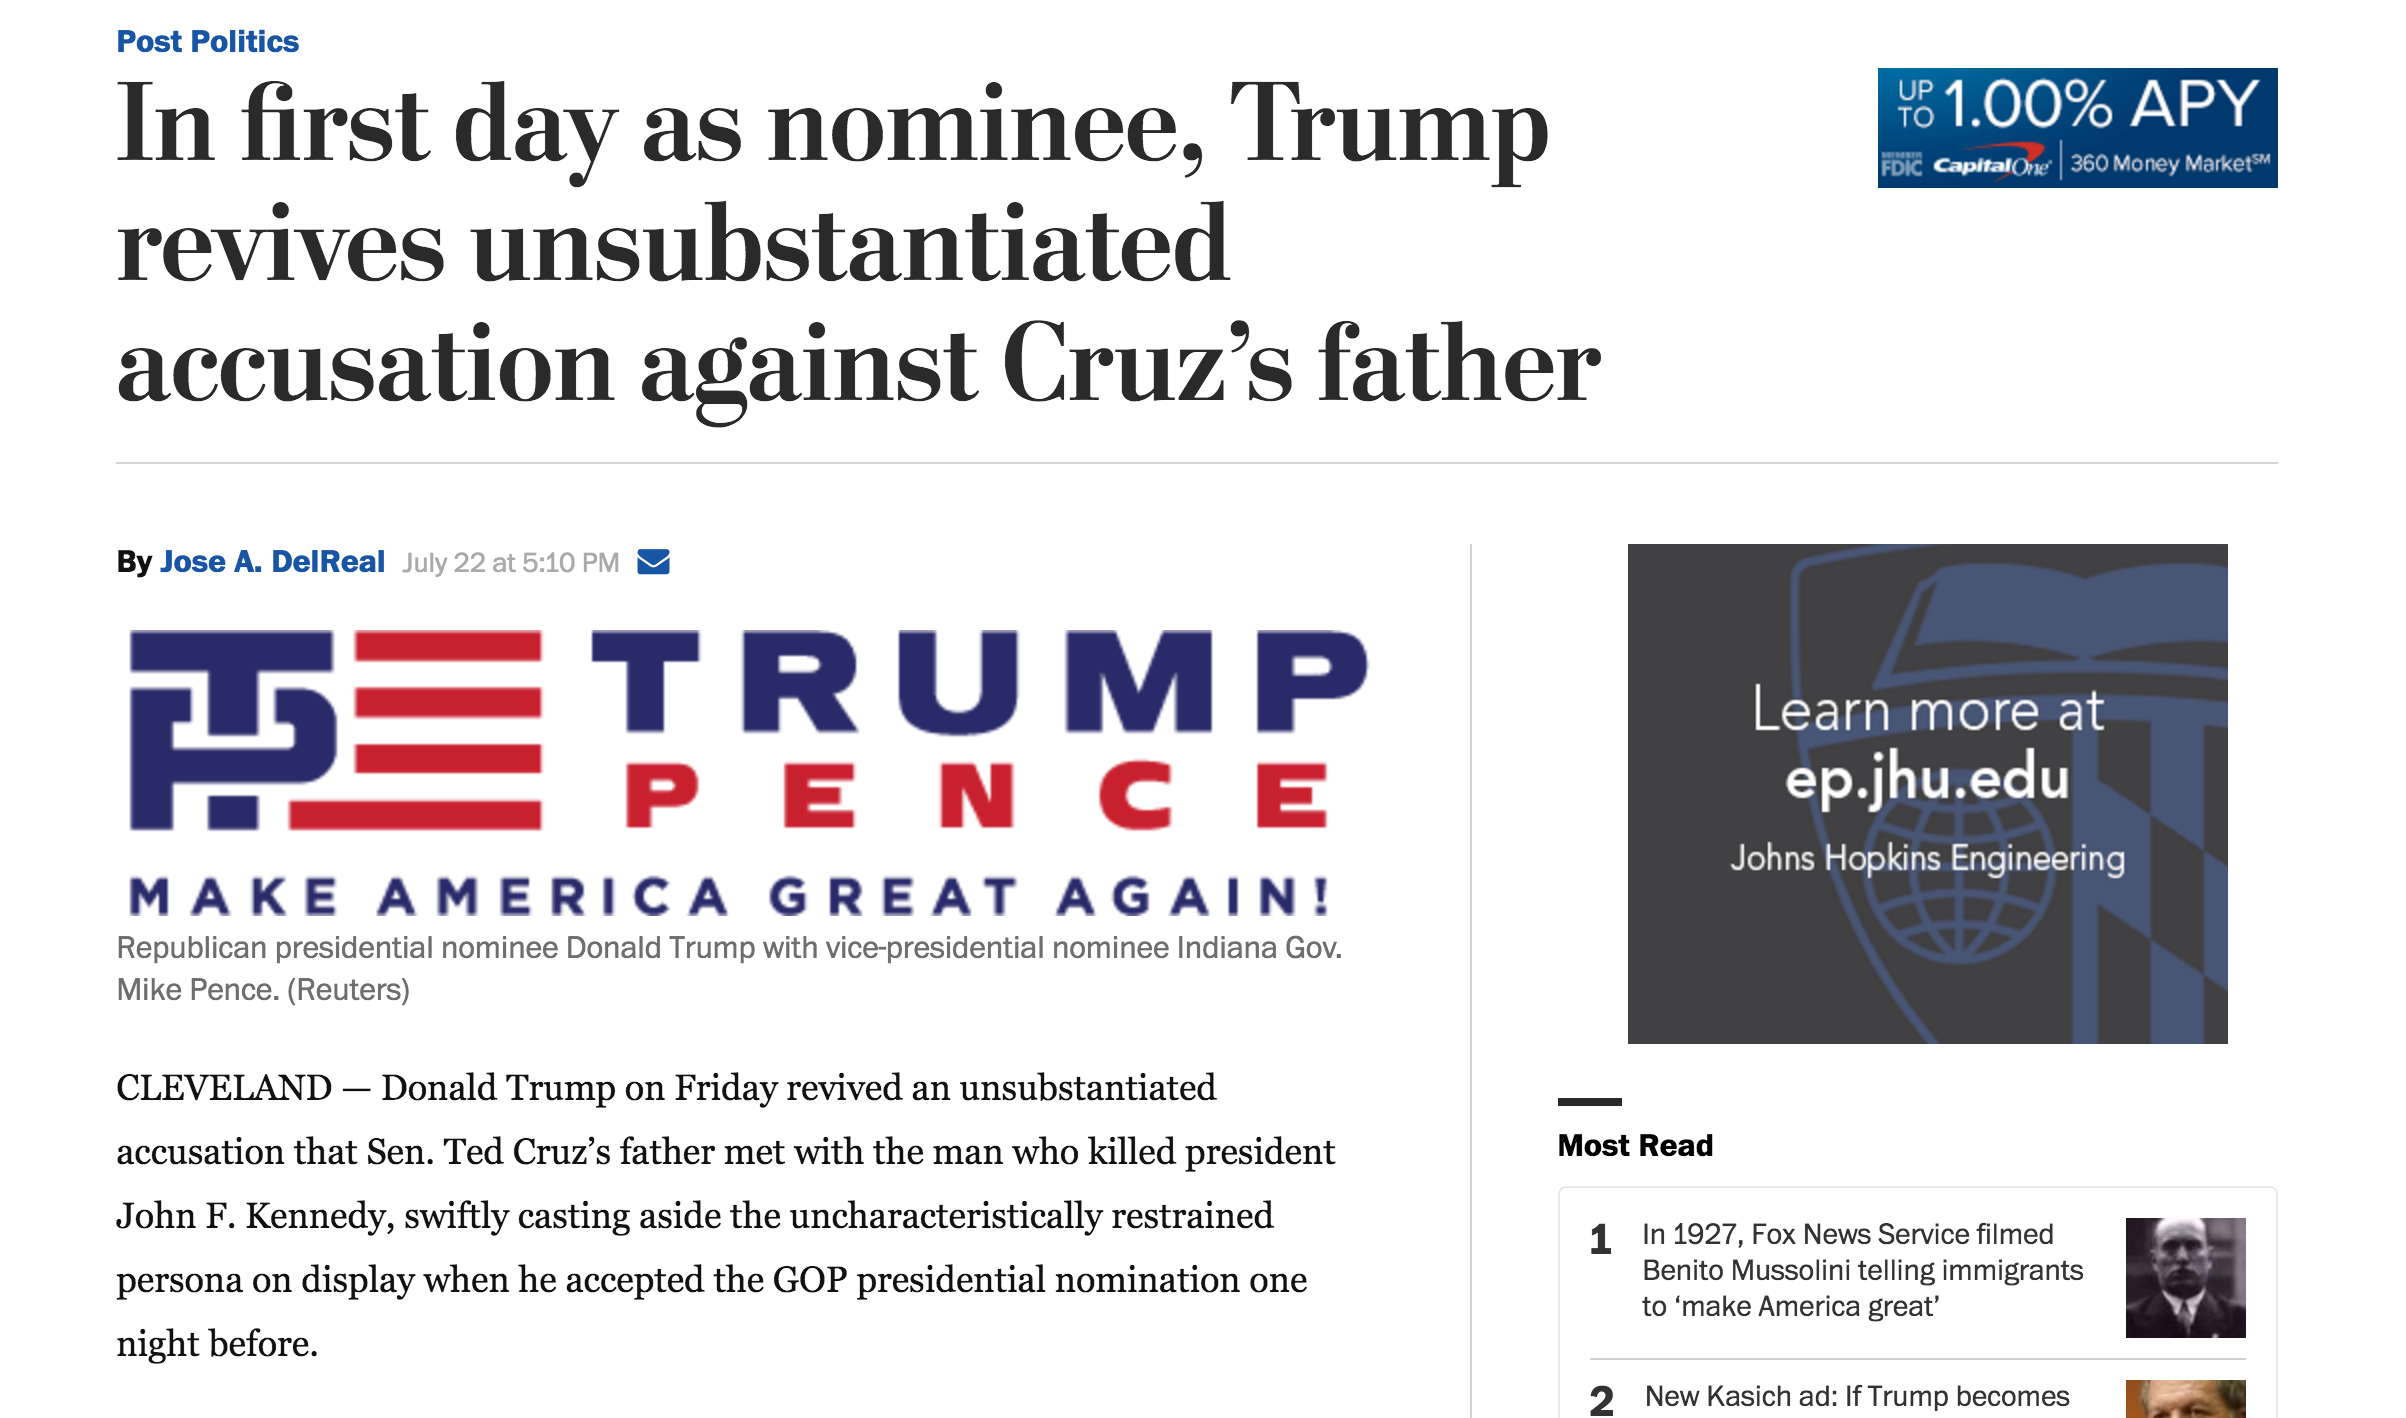 Post Politics
In first day as nominee, Trump
revives unsubstantiated
accusation against Cruz’s father
UP TO 1.00% APY
MEMBER FDIC CapitalOne | 360 Money Market℠
By Jose A. DelReal July 22 at 5:10 PM
TP TRUMP
PENCE
MAKE AMERICA GREAT AGAIN!
Republican presidential nominee Donald Trump with vice-presidential nominee Indiana Gov.
Mike Pence. (Reuters)
CLEVELAND — Donald Trump on Friday revived an unsubstantiated
accusation that Sen. Ted Cruz’s father met with the man who killed president
John F. Kennedy, swiftly casting aside the uncharacteristically restrained
persona on display when he accepted the GOP presidential nomination one
night before.
Learn more at
ep.jhu.edu
Johns Hopkins Engineering
Most Read
1 In 1927, Fox News Service filmed
Benito Mussolini telling immigrants
to ‘make America great’
2 New Kasich ad: If Trump becomes